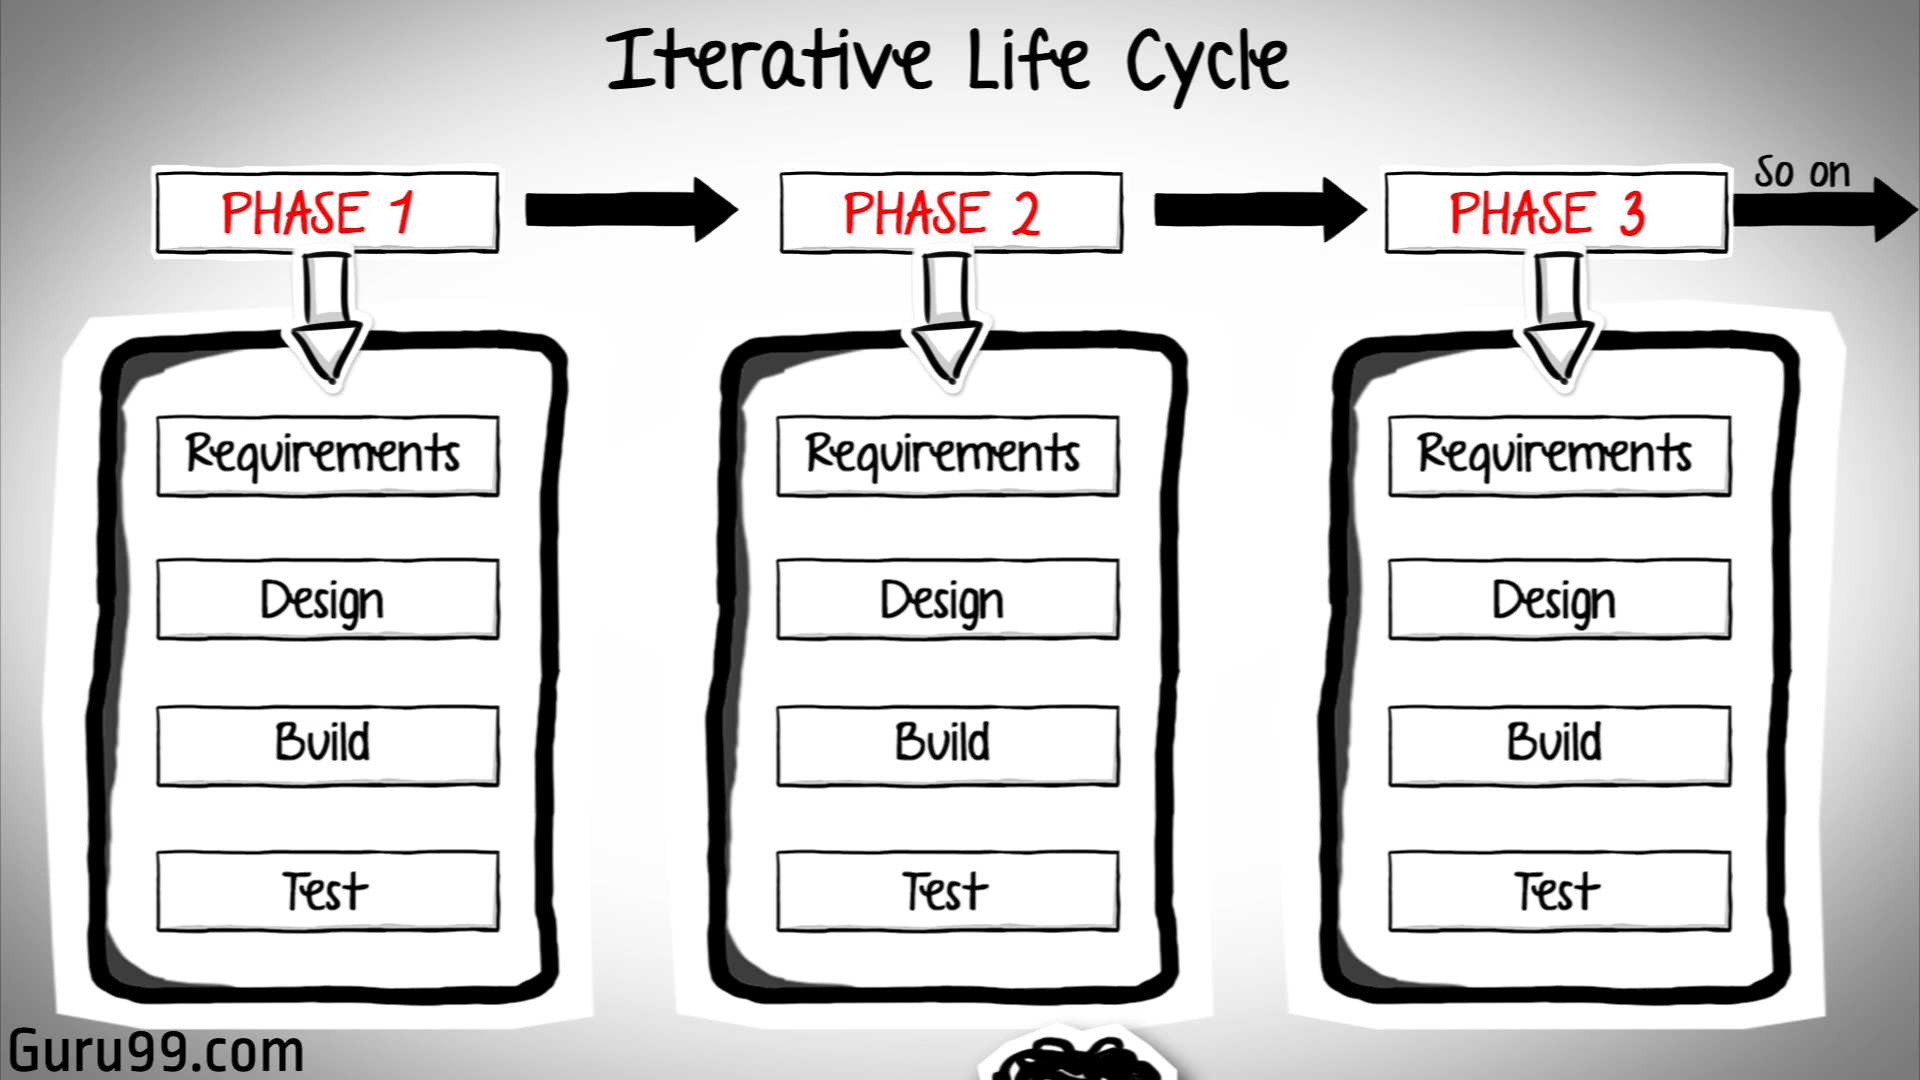 Iterative Life Cycle
So on
PHASE 1
PHASE 2
PHASE 3
Requirements
Design
Build
Test
Requirements
Design
Build
Test
Requirements
Design
Build
Test
Guru99.com